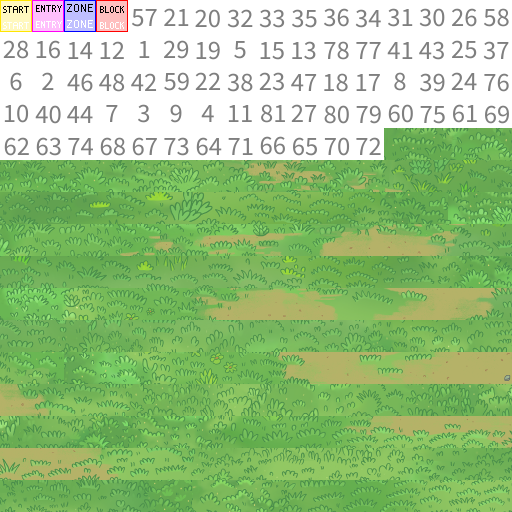 START ENTRY ZONE BLOCK 57 21 20 32 33 35 36 34 31 30 26 58
START ENTRY ZONE BLOCK
28 16 14 12 1 29 19 5 15 13 78 77 41 43 25 37
6 2 46 48 42 59 22 38 23 47 18 17 8 39 24 76
10 40 44 7 3 9 4 11 81 27 80 79 60 75 61 69
62 63 74 68 67 73 64 71 66 65 70 72